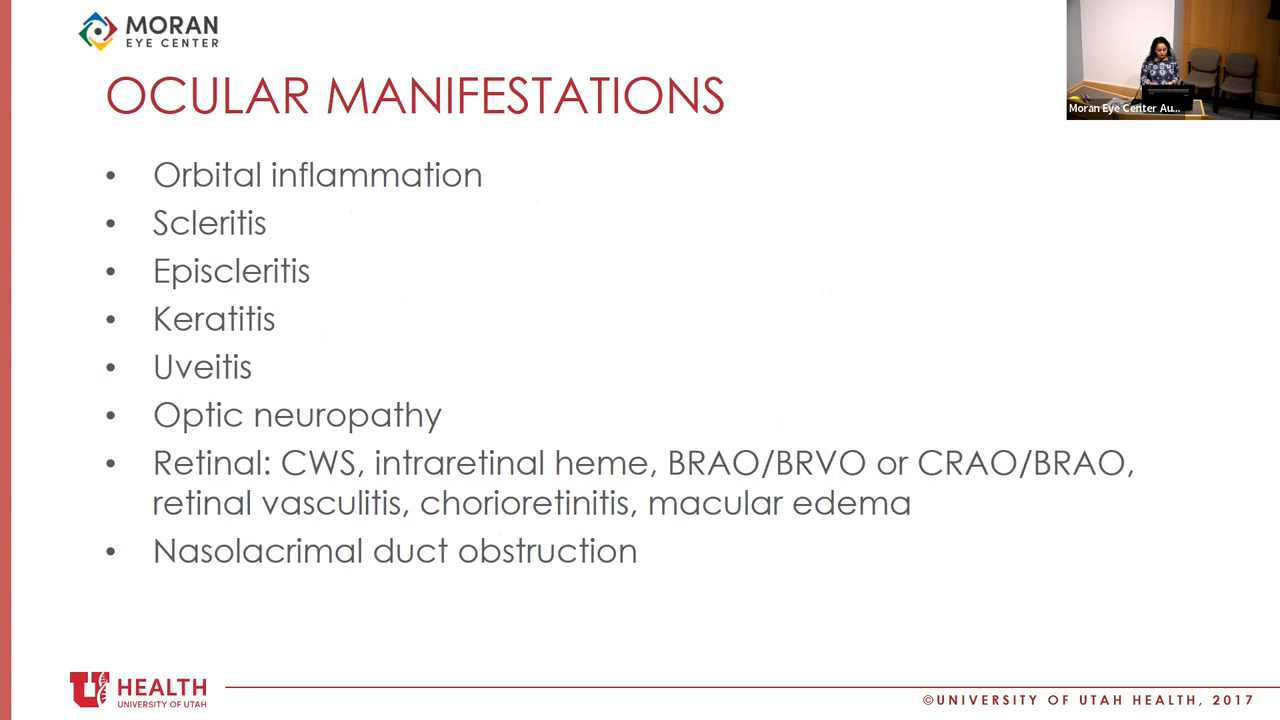 MORAN
EYE CENTER
Moran Eye Center Au...
OCULAR MANIFESTATIONS
• Orbital inflammation
• Scleritis
• Episcleritis
• Keratitis
• Uveitis
• Optic neuropathy
• Retinal: CWS, intraretinal heme, BRAO/BRVO or CRAO/BRAO,
retinal vasculitis, chorioretinitis, macular edema
• Nasolacrimal duct obstruction
U HEALTH
UNIVERSITY OF UTAH
©UNIVERSITY OF UTAH HEALTH, 2017